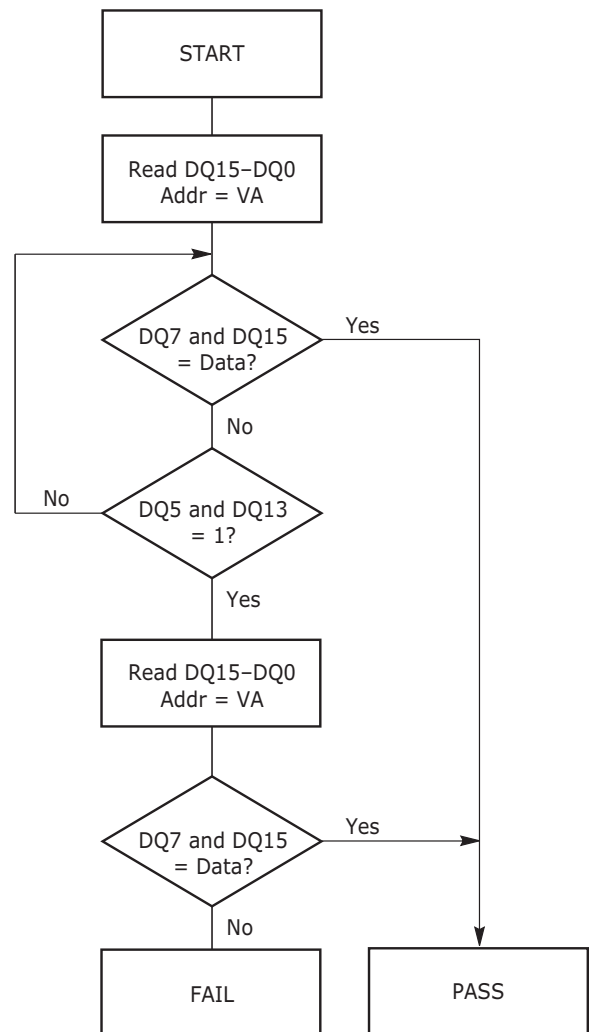 START
Read DQ15–DQ0
Addr = VA
DQ7 and DQ15
= Data?
Yes
No
DQ5 and DQ13
= 1?
No
Yes
Read DQ15–DQ0
Addr = VA
DQ7 and DQ15
= Data?
Yes
No
FAIL
PASS